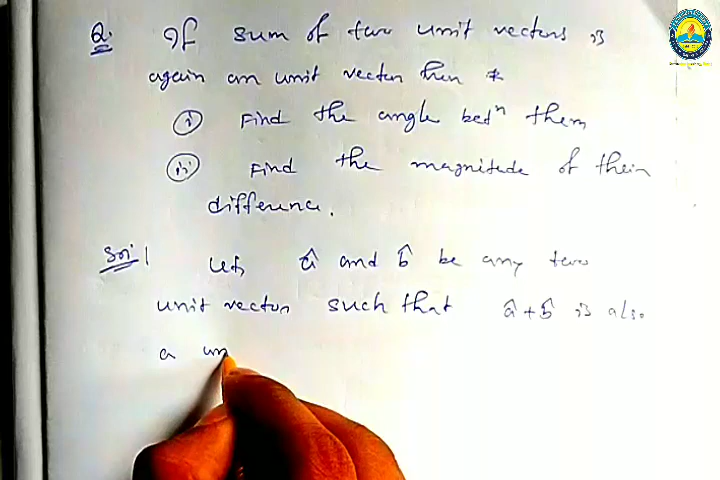 Q. If sum of two unit vectors is
again an unit vector then *
(i) Find the angle betn them
(ii) Find the magnitude of their
difference.
Soln: Let â and b̂ be any two
unit vector such that â + b̂ is also
a un